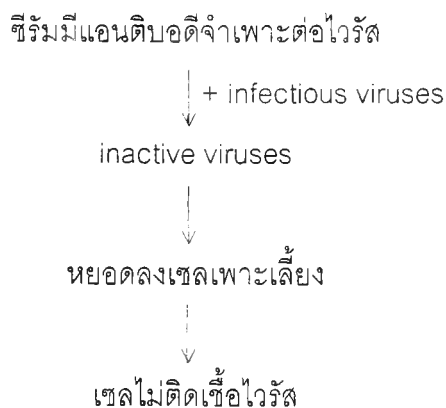 ซีรัมมีแอนติบอดีจำเพาะต่อไวรัส
+ infectious viruses
inactive viruses
หยอดลงเซลเพาะเลี้ยง
เซลไม่ติดเชื้อไวรัส